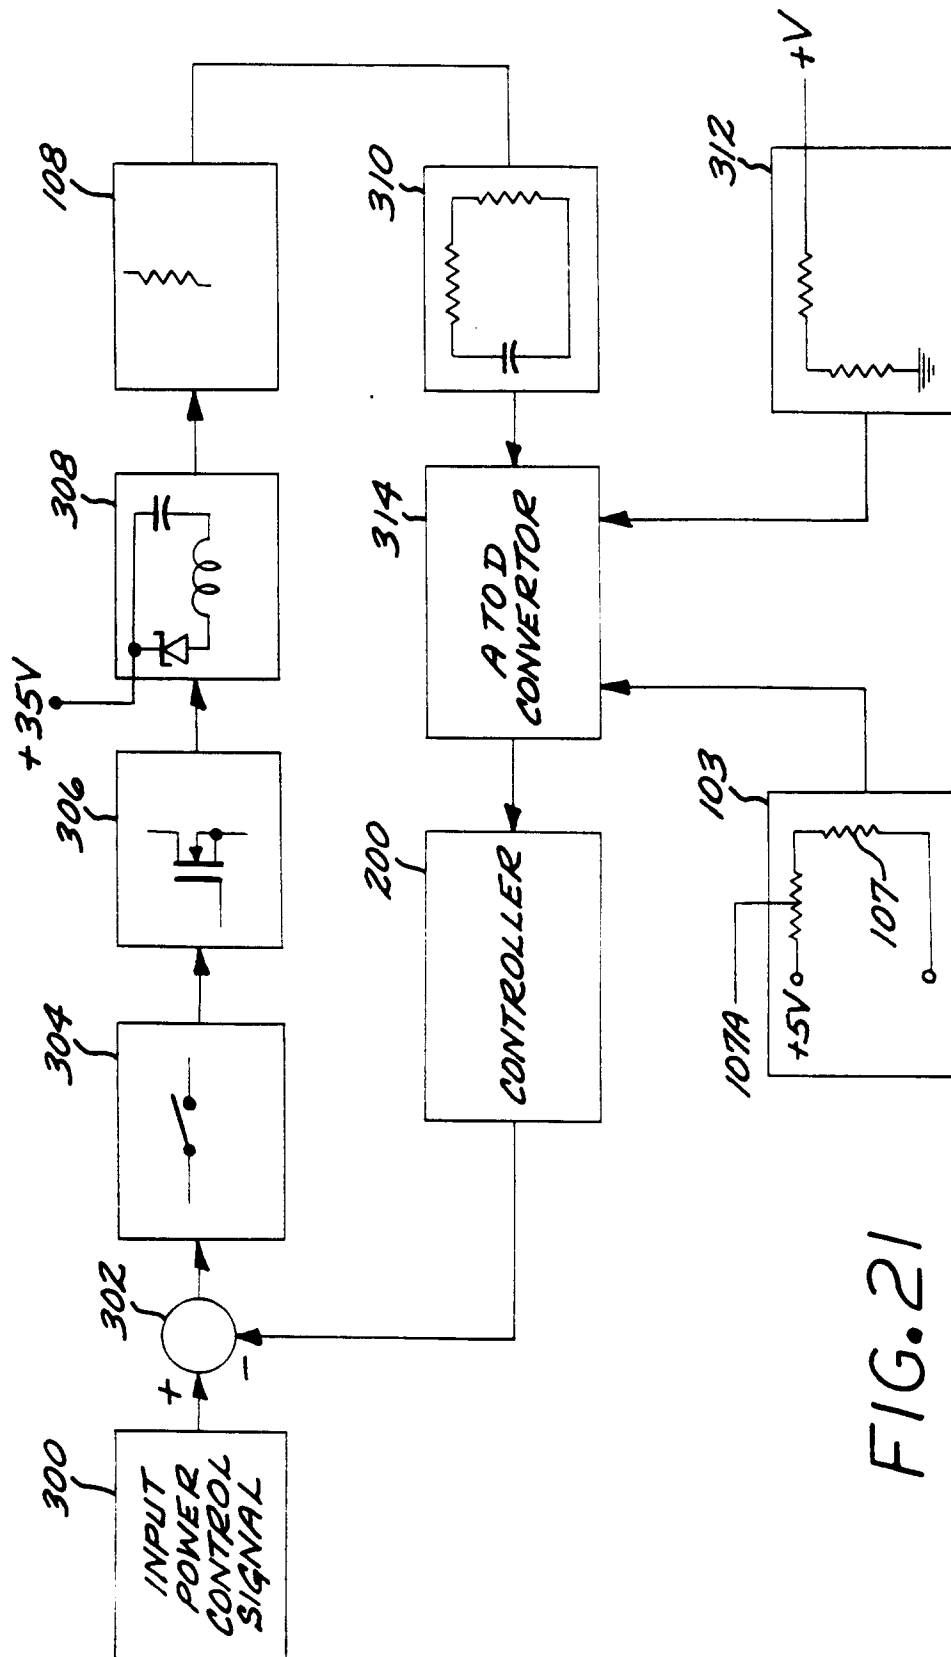 300
INPUT
POWER
CONTROL
SIGNAL
+
-
302
304
306
+35V
308
108
310
314
A TO D
CONVERTOR
200
CONTROLLER
312
+V
103
107A
+5V
107
FIG. 21